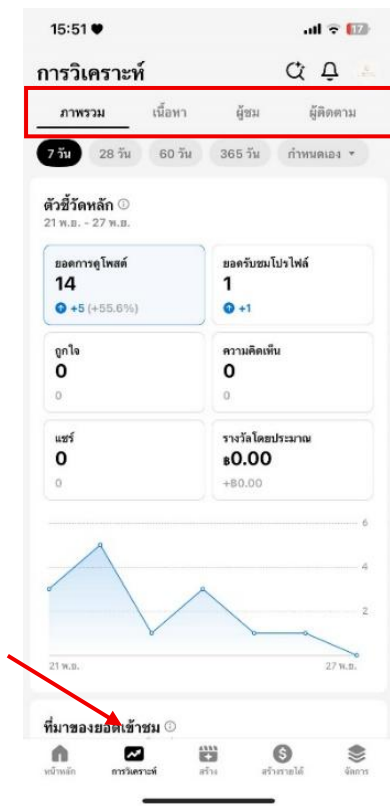 15:51
17
การวิเคราะห์
ภาพรวม เนื้อหา ผู้ชม ผู้ติดตาม
7 วัน 28 วัน 60 วัน 365 วัน กำหนดเอง
ตัวชี้วัดหลัก
21 พ.ย. - 27 พ.ย.
ยอดการดูโพสต์ ยอดรับชมโปรไฟล์
14 1
+5 (+55.6%) +1
ถูกใจ ความคิดเห็น
0 0
0 0
แชร์ รางวัลโดยประมาณ
0 ฿0.00
0 +฿0.00
6
4
2
21 พ.ย. 27 พ.ย.
ที่มาของยอดเข้าชม
หน้าหลัก การวิเคราะห์ สร้าง สร้างรายได้ จัดการ